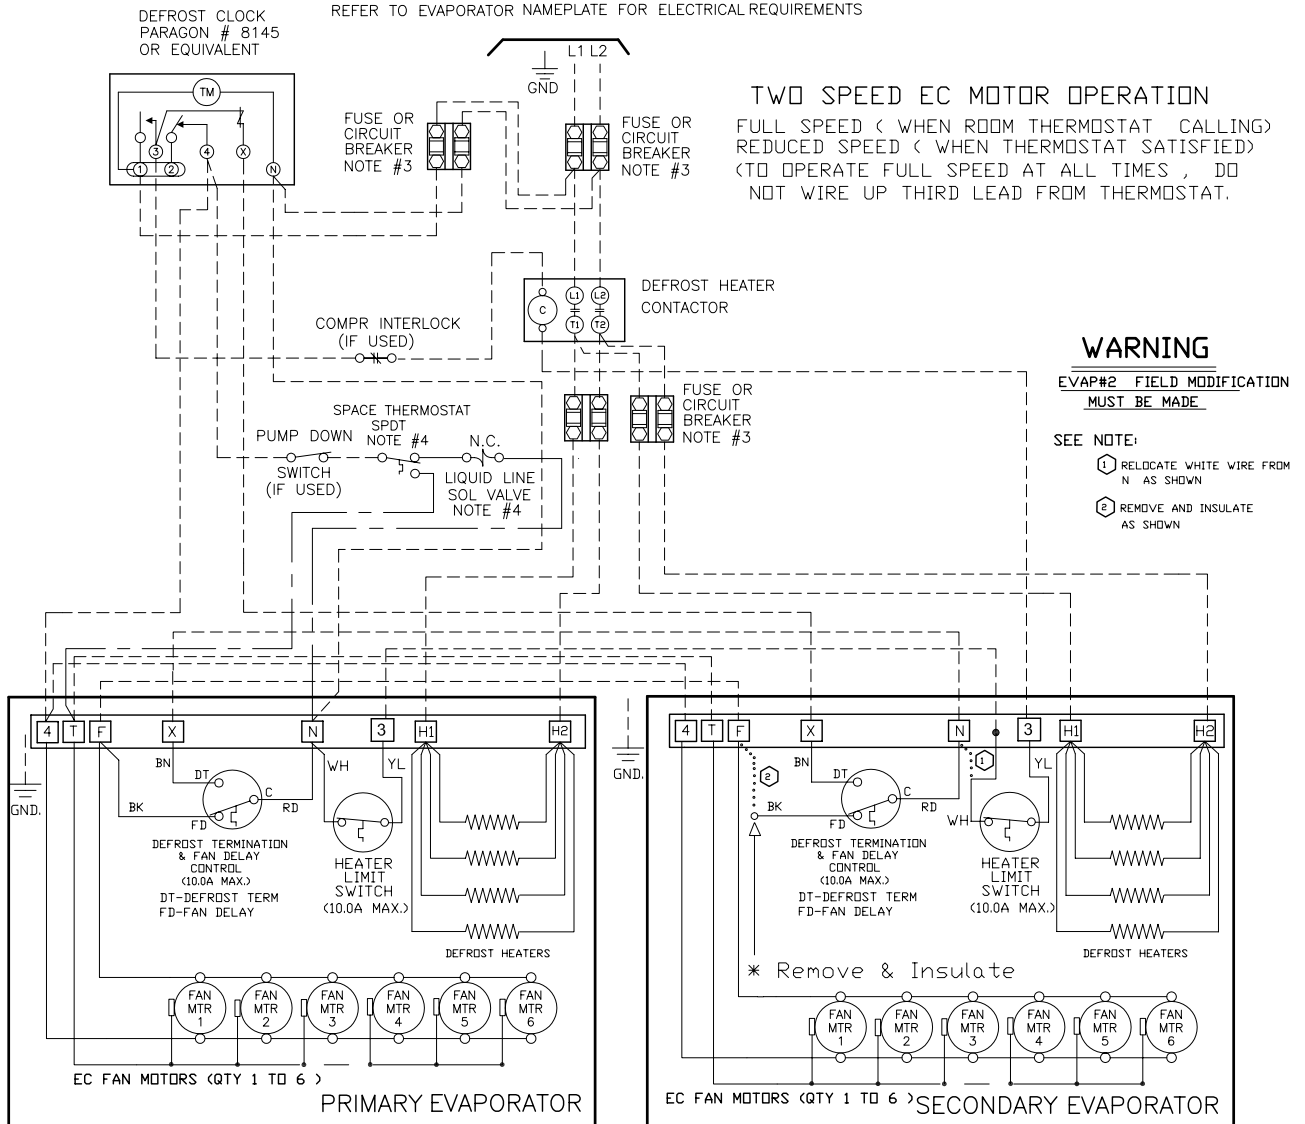 REFER TO EVAPORATOR NAMEPLATE FOR ELECTRICAL REQUIREMENTS
DEFROST CLOCK
PARAGON # 8145
OR EQUIVALENT
TM
3
4
X
1
2
N
FUSE OR
CIRCUIT
BREAKER
NOTE #3
L1 L2
GND
FUSE OR
CIRCUIT
BREAKER
NOTE #3
TWO SPEED EC MOTOR OPERATION
FULL SPEED ( WHEN ROOM THERMOSTAT CALLING)
REDUCED SPEED ( WHEN THERMOSTAT SATISFIED)
(TO OPERATE FULL SPEED AT ALL TIMES , DO
NOT WIRE UP THIRD LEAD FROM THERMOSTAT.
C
L1 L2
T1 T2
DEFROST HEATER
CONTACTOR
COMPR INTERLOCK
(IF USED)
WARNING
EVAP#2 FIELD MODIFICATION
MUST BE MADE
SEE NOTE:
1 RELOCATE WHITE WIRE FROM
N AS SHOWN
2 REMOVE AND INSULATE
AS SHOWN
FUSE OR
CIRCUIT
BREAKER
NOTE #3
SPACE THERMOSTAT
SPDT
NOTE #4
PUMP DOWN
SWITCH
(IF USED)
N.C.
LIQUID LINE
SOL VALVE
NOTE #4
4 T F X N 3 H1 H2
GND.
BN
DT
C
BK
FD
RD
WH
YL
DEFROST TERMINATION
& FAN DELAY
CONTROL
(10.0A MAX.)
DT-DEFROST TERM
FD-FAN DELAY
HEATER
LIMIT
SWITCH
(10.0A MAX.)
DEFROST HEATERS
FAN
MTR
1
FAN
MTR
2
FAN
MTR
3
FAN
MTR
4
FAN
MTR
5
FAN
MTR
6
EC FAN MOTORS (QTY 1 TO 6 )
PRIMARY EVAPORATOR
4 T F X N 3 H1 H2
GND.
2
BN
DT
C
BK
FD
RD
1
WH
YL
DEFROST TERMINATION
& FAN DELAY
CONTROL
(10.0A MAX.)
DT-DEFROST TERM
FD-FAN DELAY
HEATER
LIMIT
SWITCH
(10.0A MAX.)
DEFROST HEATERS
* Remove & Insulate
FAN
MTR
1
FAN
MTR
2
FAN
MTR
3
FAN
MTR
4
FAN
MTR
5
FAN
MTR
6
EC FAN MOTORS (QTY 1 TO 6 )
SECONDARY EVAPORATOR